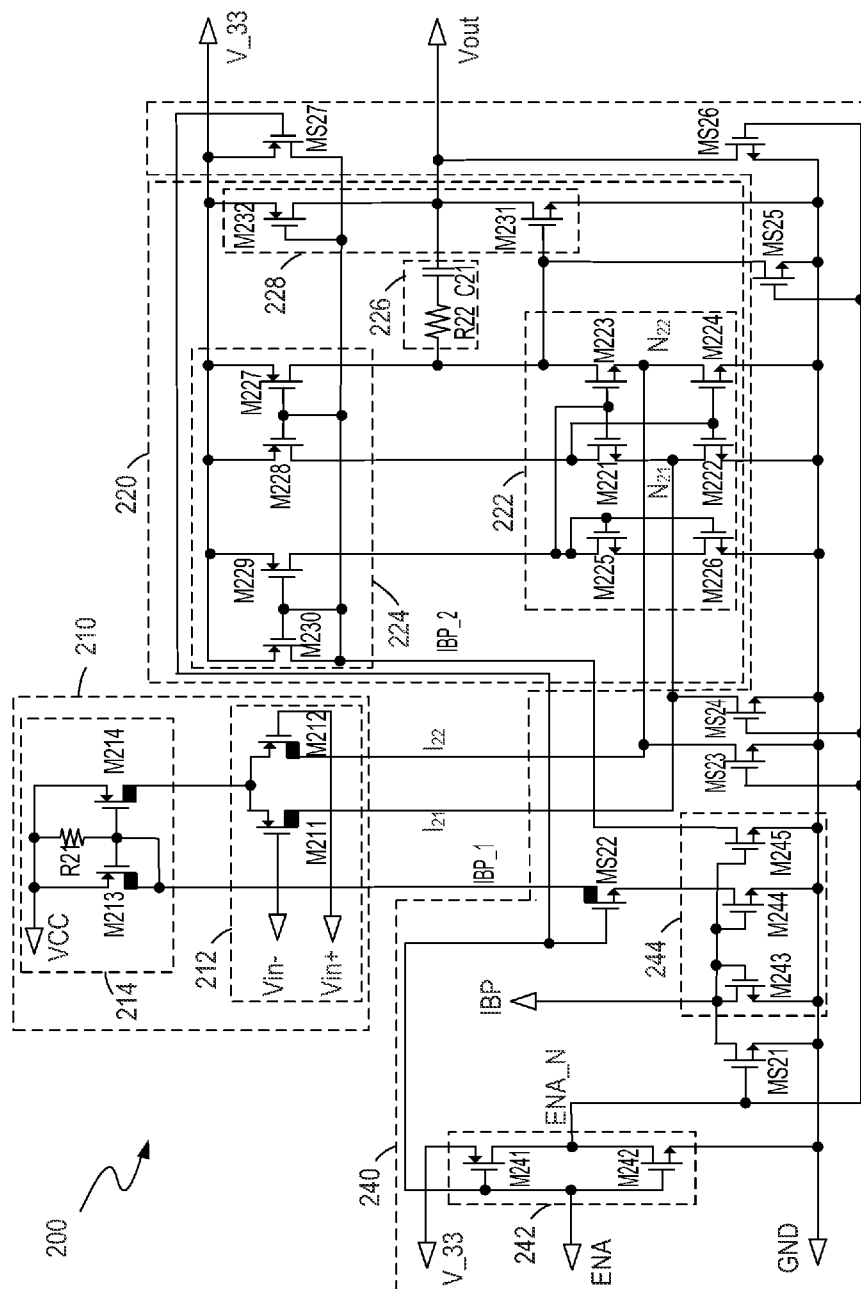 200
210
214
VCC
M213
R21
M214
212
Vin-
Vin+
M211
M212
I21
I22
IBP_1
220
224
M230
M229
M228
M227
IBP_2
226
R22
C21
228
M232
M231
MS27
V_33
Vout
222
M225
M226
M221
M222
M223
M224
N21
N22
MS26
MS25
MS24
MS23
MS22
240
V_33
ENA
242
M241
M242
ENA_N
MS21
IBP
244
M243
M244
M245
GND